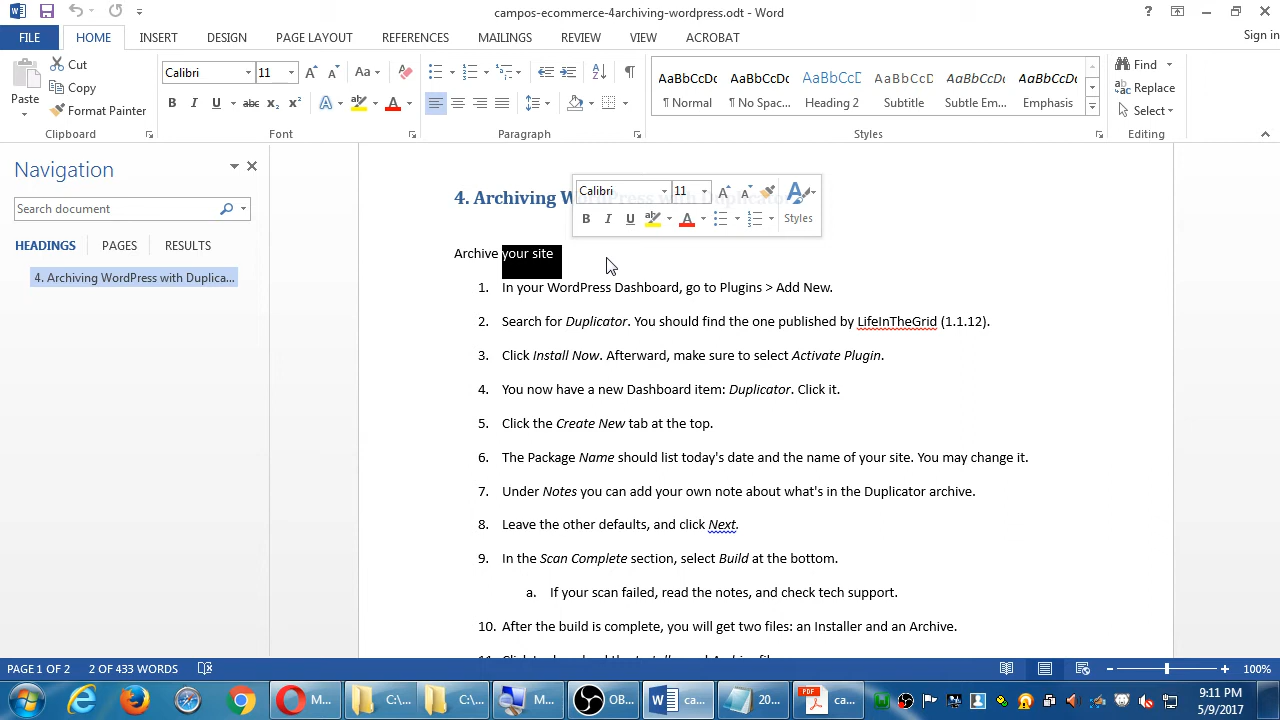 campos-ecommerce-4archiving-wordpress.odt - Word
Sign in
FILE HOME INSERT DESIGN PAGE LAYOUT REFERENCES MAILINGS REVIEW VIEW ACROBAT
Paste
Cut
Copy
Format Painter
Calibri 11
AaBbCcDc AaBbCcDc AaBbCcD AaBbCcD AaBbCcDc AaBbCcDc
¶ Normal ¶ No Spac... Heading 2 Subtitle Subtle Em... Emphasis
Find
Replace
Select
Clipboard Font Paragraph Styles Editing
Navigation
Search document
HEADINGS PAGES RESULTS
4. Archiving WordPress with Duplica...
Calibri 11
B I U
Styles
4. Archiving WordPress with Duplicator
Archive your site
1. In your WordPress Dashboard, go to Plugins > Add New.
2. Search for Duplicator. You should find the one published by LifeInTheGrid (1.1.12).
3. Click Install Now. Afterward, make sure to select Activate Plugin.
4. You now have a new Dashboard item: Duplicator. Click it.
5. Click the Create New tab at the top.
6. The Package Name should list today's date and the name of your site. You may change it.
7. Under Notes you can add your own note about what's in the Duplicator archive.
8. Leave the other defaults, and click Next.
9. In the Scan Complete section, select Build at the bottom.
a. If your scan failed, read the notes, and check tech support.
10. After the build is complete, you will get two files: an Installer and an Archive.
PAGE 1 OF 2 2 OF 433 WORDS 100%
M... C:\... C:\... M... OB... ca... 20... ca...
9:11 PM
5/9/2017